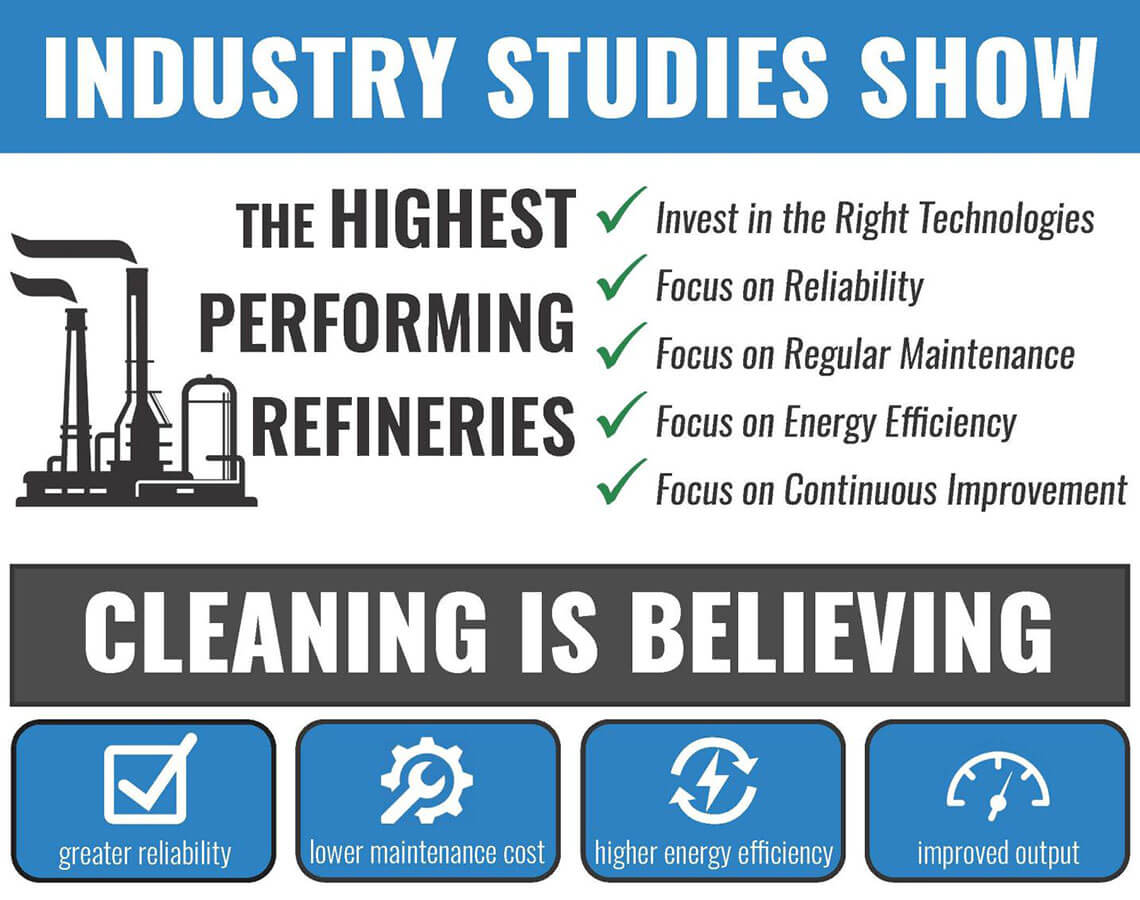 INDUSTRY STUDIES SHOW
THE HIGHEST
PERFORMING
REFINERIES
Invest in the Right Technologies
Focus on Reliability
Focus on Regular Maintenance
Focus on Energy Efficiency
Focus on Continuous Improvement
CLEANING IS BELIEVING
greater reliability
lower maintenance cost
higher energy efficiency
improved output